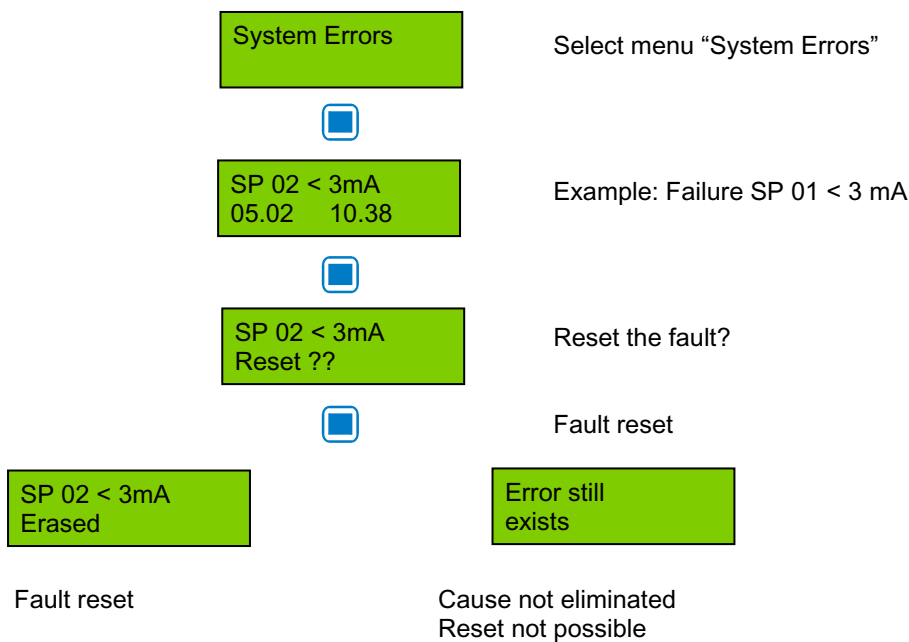 System Errors
Select menu “System Errors”
SP 02 < 3mA
05.02 10.38
Example: Failure SP 01 < 3 mA
SP 02 < 3mA
Reset ??
Reset the fault?
Fault reset
SP 02 < 3mA
Erased
Error still
exists
Fault reset
Cause not eliminated
Reset not possible